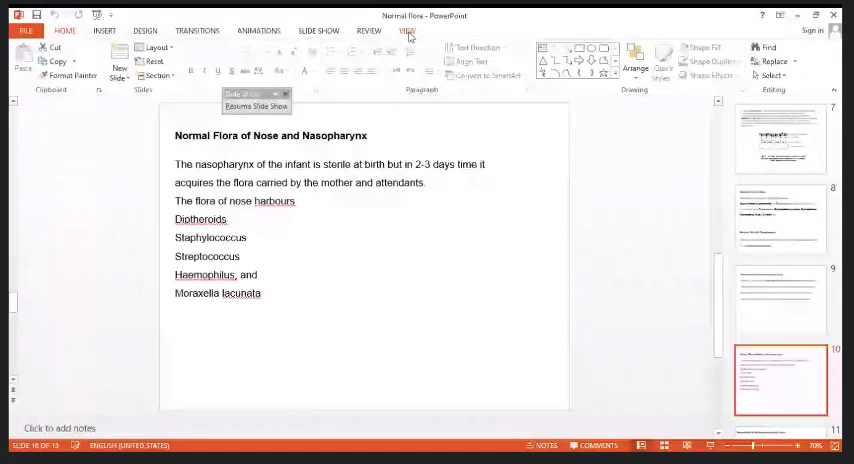 Normal flora - PowerPoint
Sign in
FILE HOME INSERT DESIGN TRANSITIONS ANIMATIONS SLIDE SHOW REVIEW VIEW
Paste
Cut
Copy
Format Painter
Clipboard
New Slide
Layout
Reset
Section
Slides
Paragraph
Text Direction
Align Text
Convert to SmartArt
Arrange
Quick Styles
Shape Fill
Shape Outline
Shape Effects
Drawing
Find
Replace
Select
Editing
Slide Show
Resume Slide Show
Normal Flora of Nose and Nasopharynx
The nasopharynx of the infant is sterile at birth but in 2-3 days time it
acquires the flora carried by the mother and attendants.
The flora of nose harbours
Diptheroids
Staphylococcus
Streptococcus
Haemophilus, and
Moraxella lacunata
7
8
9
10
11
Click to add notes
SLIDE 10 OF 13 ENGLISH (UNITED STATES) NOTES COMMENTS 70%